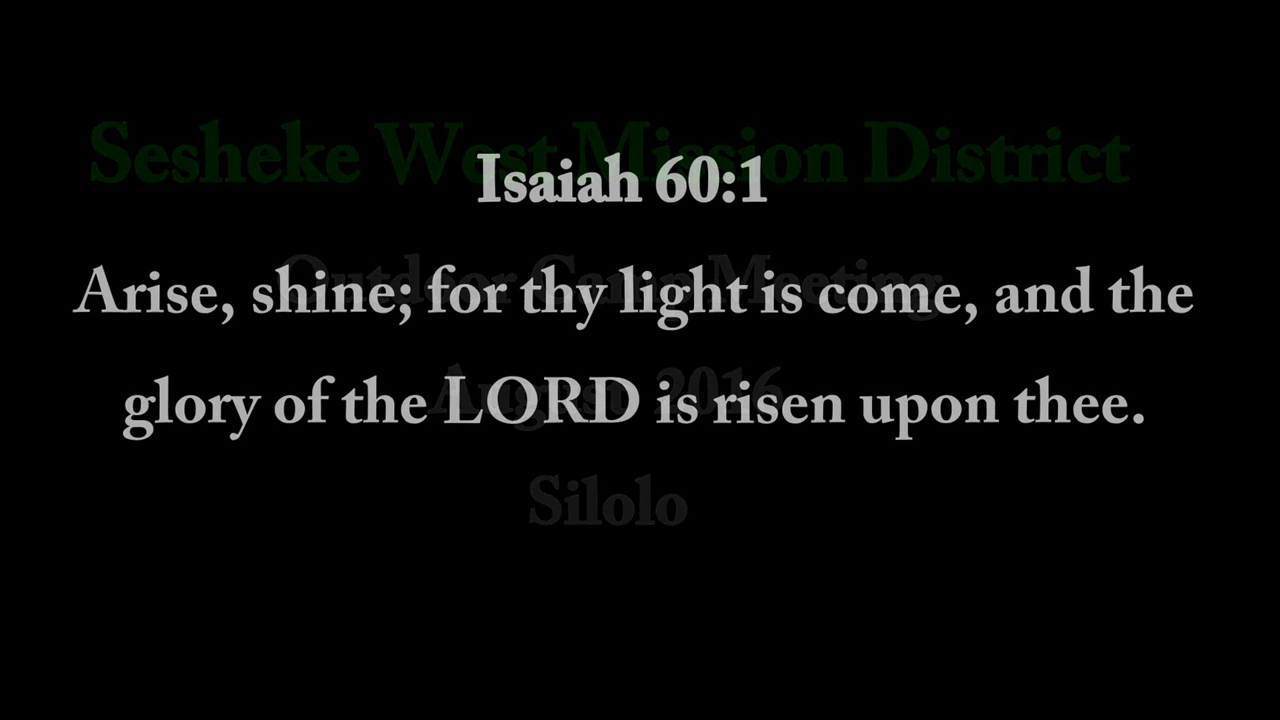 Sesheke West Mission District
Isaiah 60:1
Outdoor Camp Meeting
Arise, shine; for thy light is come, and the
August 2016
glory of the LORD is risen upon thee.
Silolo